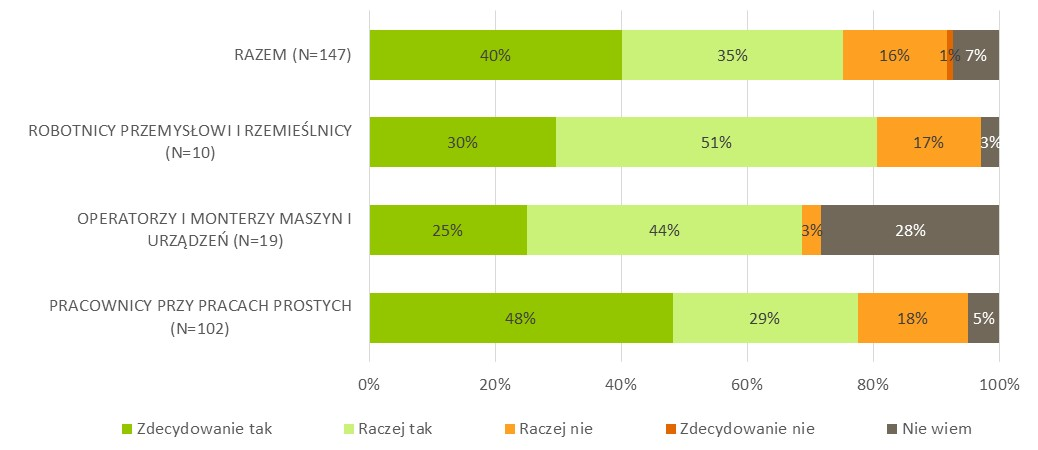 RAZEM (N=147)
40% 35% 16% 1% 7%
ROBOTNICY PRZEMYSŁOWI I RZEMIEŚLNICY
(N=10)
30% 51% 17% 3%
OPERATORZY I MONTERZY MASZYN I
URZĄDZEŃ (N=19)
25% 44% 3% 28%
PRACOWNICY PRZY PRACACH PROSTYCH
(N=102)
48% 29% 18% 5%
0% 20% 40% 60% 80% 100%
Zdecydowanie tak Raczej tak Raczej nie Zdecydowanie nie Nie wiem